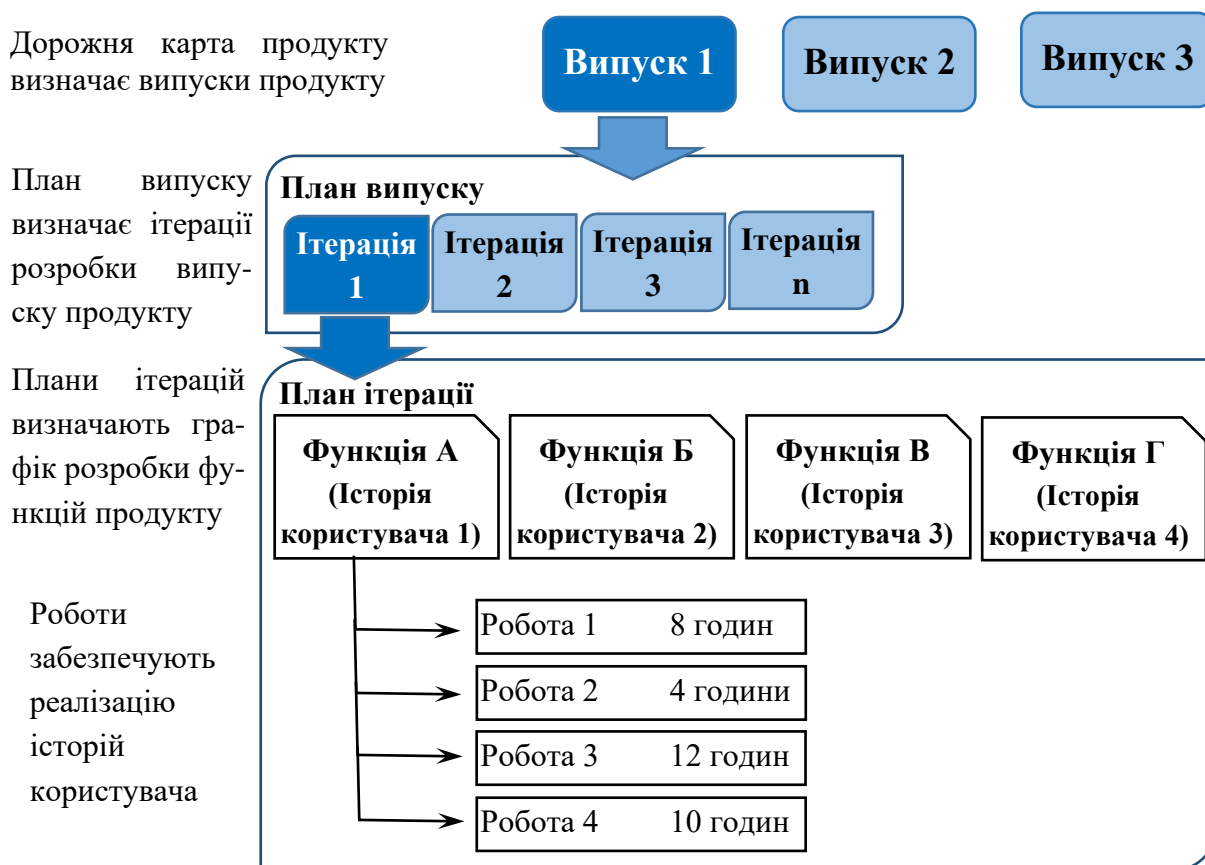 Дорожня карта продукту
визначає випуски продукту
Випуск 1
Випуск 2
Випуск 3
План випуску
визначає ітерації
розробки випу-
ску продукту
План випуску
Ітерація
1
Ітерація
2
Ітерація
3
Ітерація
n
Плани ітерацій
визначають гра-
фік розробки фу-
нкцій продукту
План ітерації
Функція А
(Історія
користувача 1)
Функція Б
(Історія
користувача 2)
Функція В
(Історія
користувача 3)
Функція Г
(Історія
користувача 4)
Роботи
забезпечують
реалізацію
історій
користувача
Робота 1 8 годин
Робота 2 4 години
Робота 3 12 годин
Робота 4 10 годин